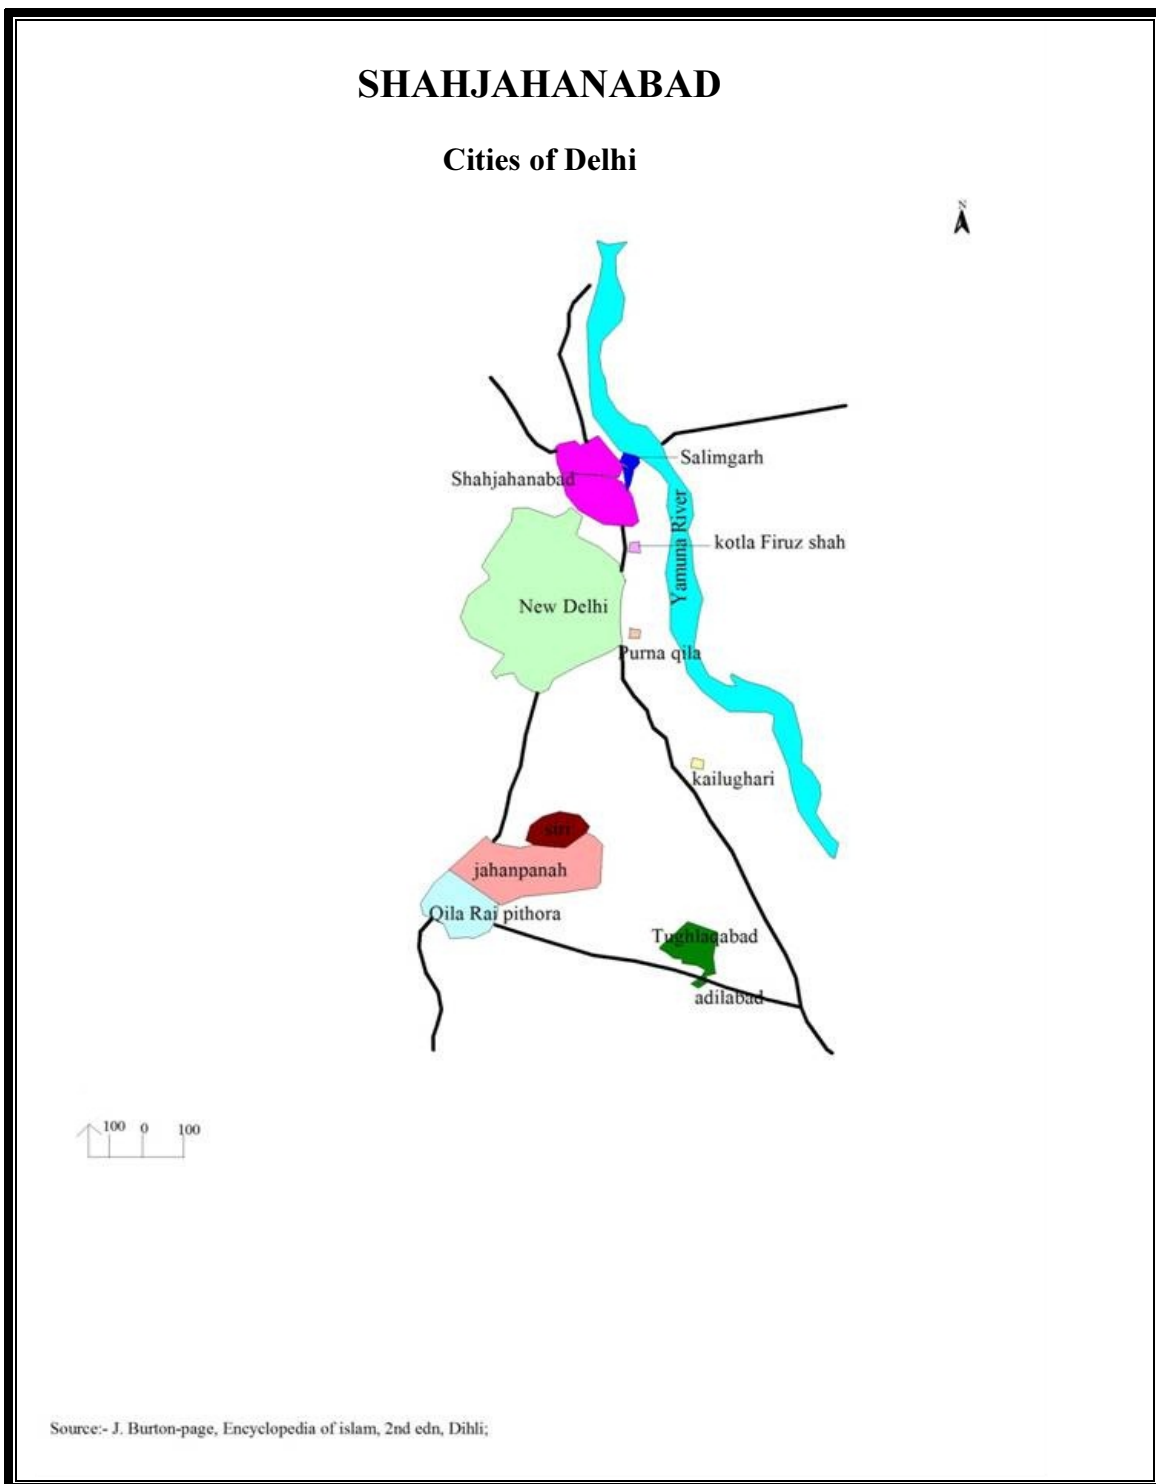 SHAHJAHANABAD
Cities of Delhi
N
Salimgarh
Shahjahanabad
Yamuna River
kotla Firuz shah
New Delhi
Purna qila
kailughari
siri
jahanpanah
Qila Rai pithora
Tughlaqabad
adilabad
100 0 100
Source:- J. Burton-page, Encyclopedia of islam, 2nd edn, Dihli;